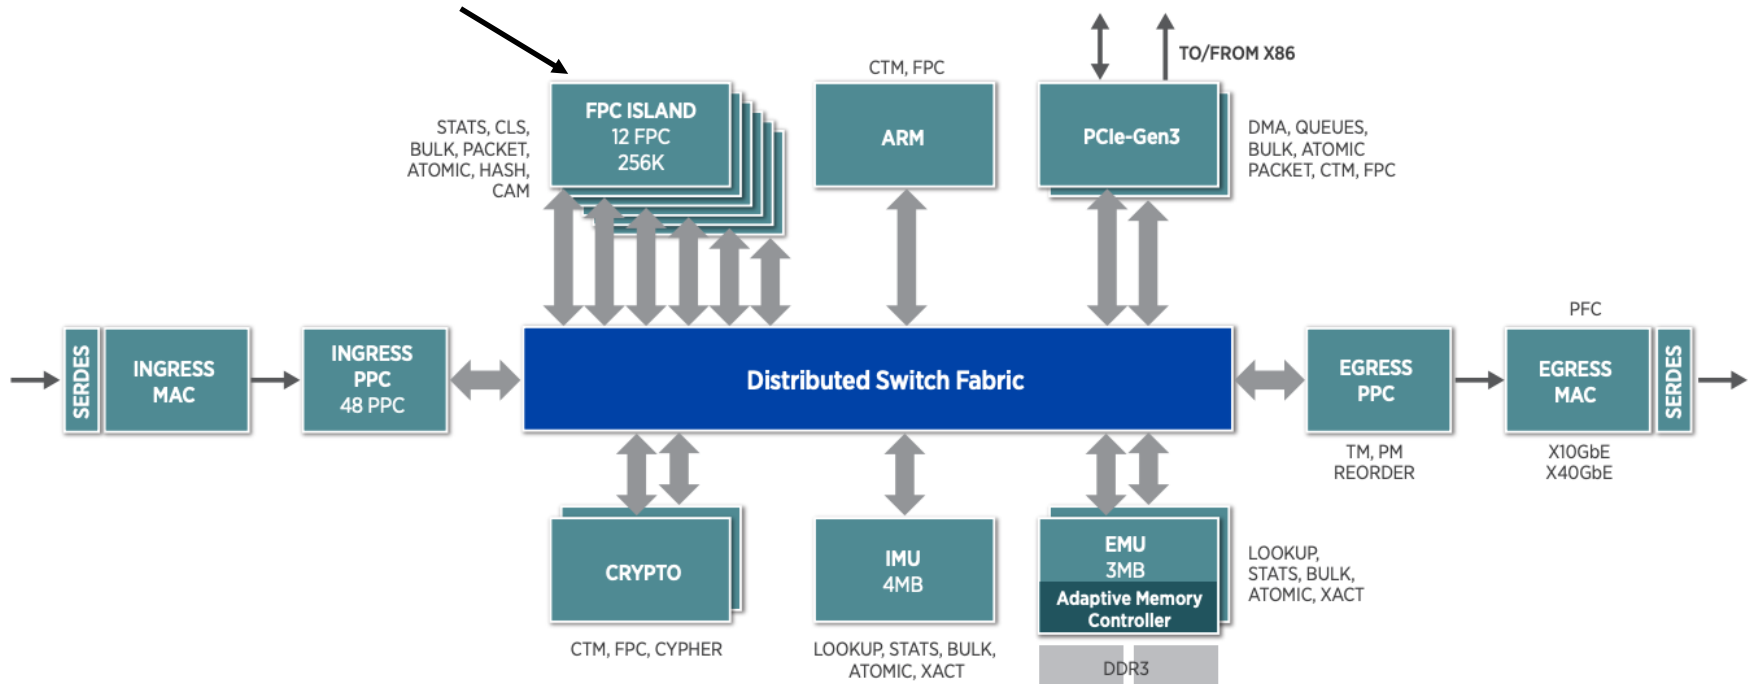 TO/FROM X86
CTM, FPC
FPC ISLAND
12 FPC
256K
STATS, CLS,
BULK, PACKET,
ATOMIC, HASH,
CAM
ARM
PCIe-Gen3
DMA, QUEUES,
BULK, ATOMIC
PACKET, CTM, FPC
SERDES
INGRESS
MAC
INGRESS
PPC
48 PPC
Distributed Switch Fabric
EGRESS
PPC
TM, PM
REORDER
PFC
EGRESS
MAC
X10GbE
X40GbE
SERDES
CRYPTO
CTM, FPC, CYPHER
IMU
4MB
LOOKUP, STATS, BULK,
ATOMIC, XACT
EMU
3MB
Adaptive Memory
Controller
DDR3
LOOKUP,
STATS, BULK,
ATOMIC, XACT